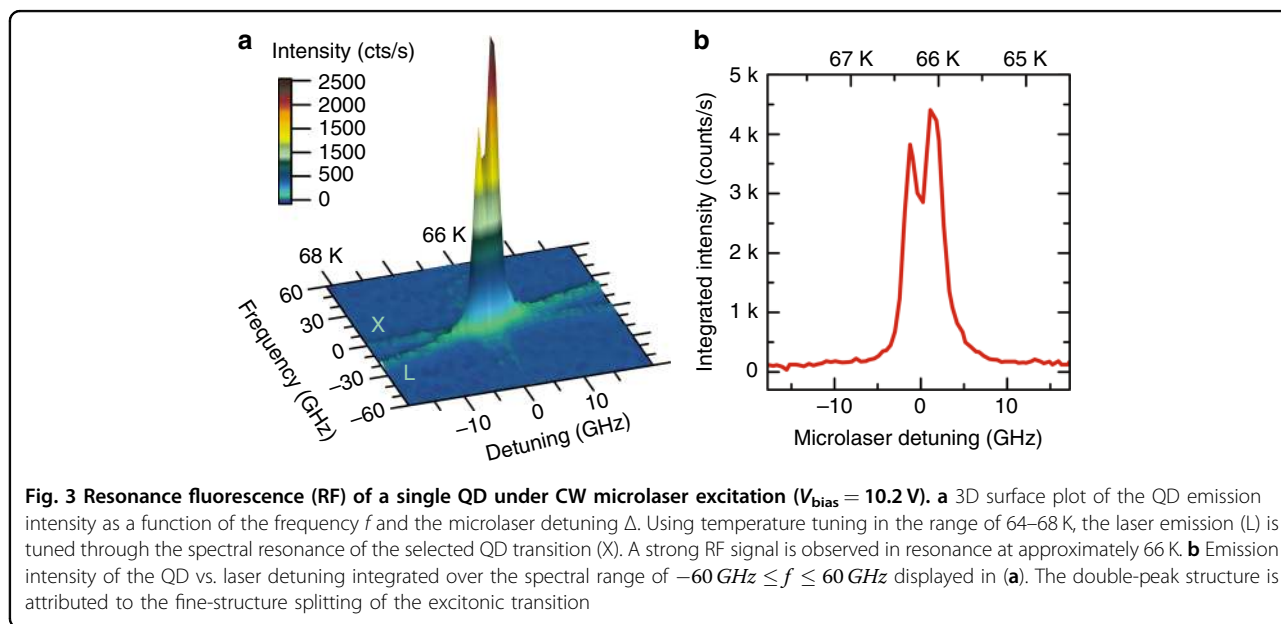 a
Intensity (cts/s)
2500
2000
1500
1500
500
0
68 K
66 K
60
30
0
−30
−60
Frequency (GHz)
X
L
−10
0
10
Detuning (GHz)
b
67 K 66 K 65 K
5 k
4 k
3 k
2 k
1 k
0
Integrated intensity (counts/s)
−10 0 10
Microlaser detuning (GHz)
Fig. 3 Resonance fluorescence (RF) of a single QD under CW microlaser excitation (Vbias = 10.2 V). a 3D surface plot of the QD emission
intensity as a function of the frequency f and the microlaser detuning Δ. Using temperature tuning in the range of 64–68 K, the laser emission (L) is
tuned through the spectral resonance of the selected QD transition (X). A strong RF signal is observed in resonance at approximately 66 K. b Emission
intensity of the QD vs. laser detuning integrated over the spectral range of −60 GHz ≤ f ≤ 60 GHz displayed in (a). The double-peak structure is
attributed to the fine-structure splitting of the excitonic transition